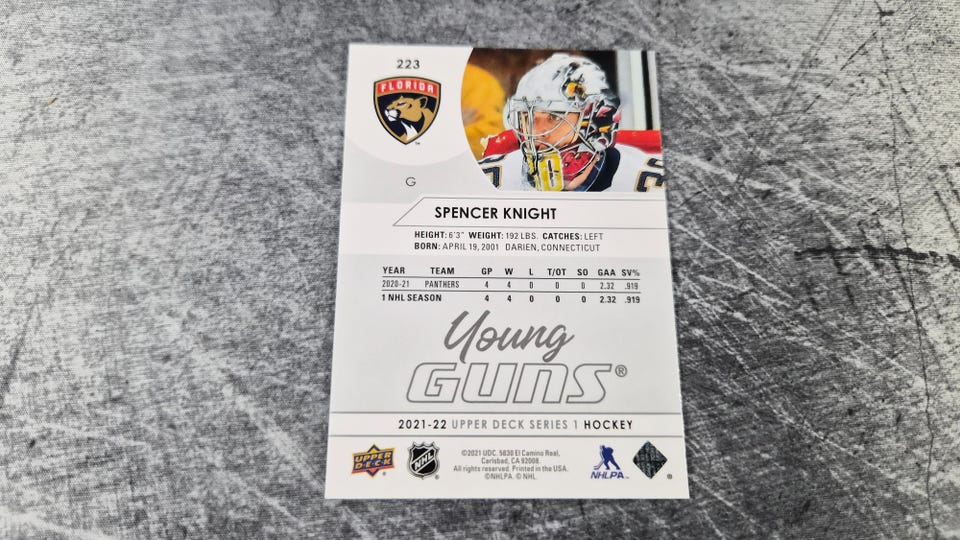 223
FLORIDA
G
SPENCER KNIGHT
HEIGHT: 6'3" WEIGHT: 192 LBS. CATCHES: LEFT
BORN: APRIL 19, 2001 DARIEN, CONNECTICUT
YEAR TEAM GP W L T/OT SO GAA SV%
2020-21 PANTHERS 4 4 0 0 0 2.32 .919
1 NHL SEASON 4 4 0 0 0 2.32 .919
Young
GUNS®
2021-22 UPPER DECK SERIES 1 HOCKEY
UPPER DECK
NHL
©2021 UDC. 5830 El Camino Real,
Carlsbad, CA 92008.
All rights reserved. Printed in the USA.
©NHLPA. © NHL.
NHLPA